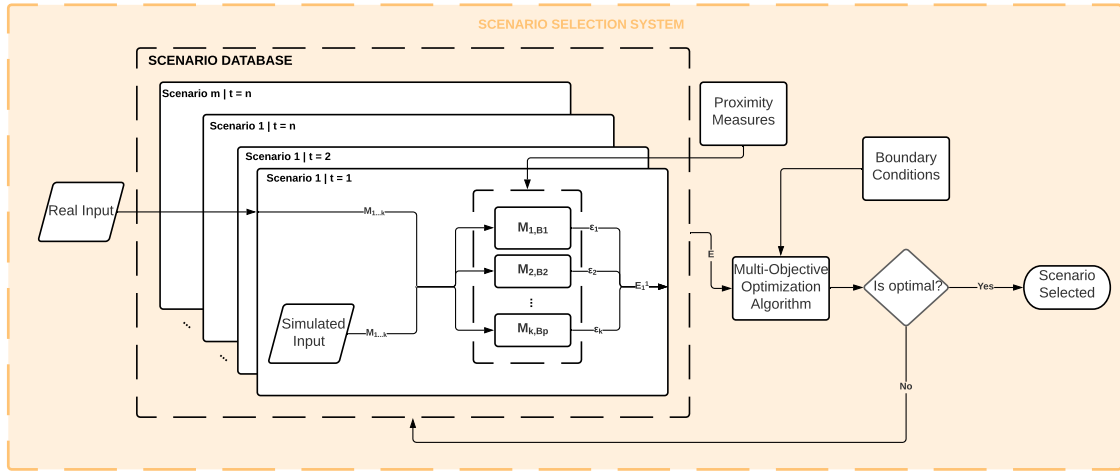 SCENARIO SELECTION SYSTEM
SCENARIO DATABASE
Scenario m | t = n
Scenario 1 | t = n
Scenario 1 | t = 2
Scenario 1 | t = 1
Proximity
Measures
Boundary
Conditions
Real Input
M1...k
M1,B1
ε1
M2,B2
ε2
⋮
Mk,Bp
εk
E1¹
Simulated
Input
M1...k
...
...
E
Multi-Objective
Optimization
Algorithm
Is optimal?
Yes
Scenario
Selected
No